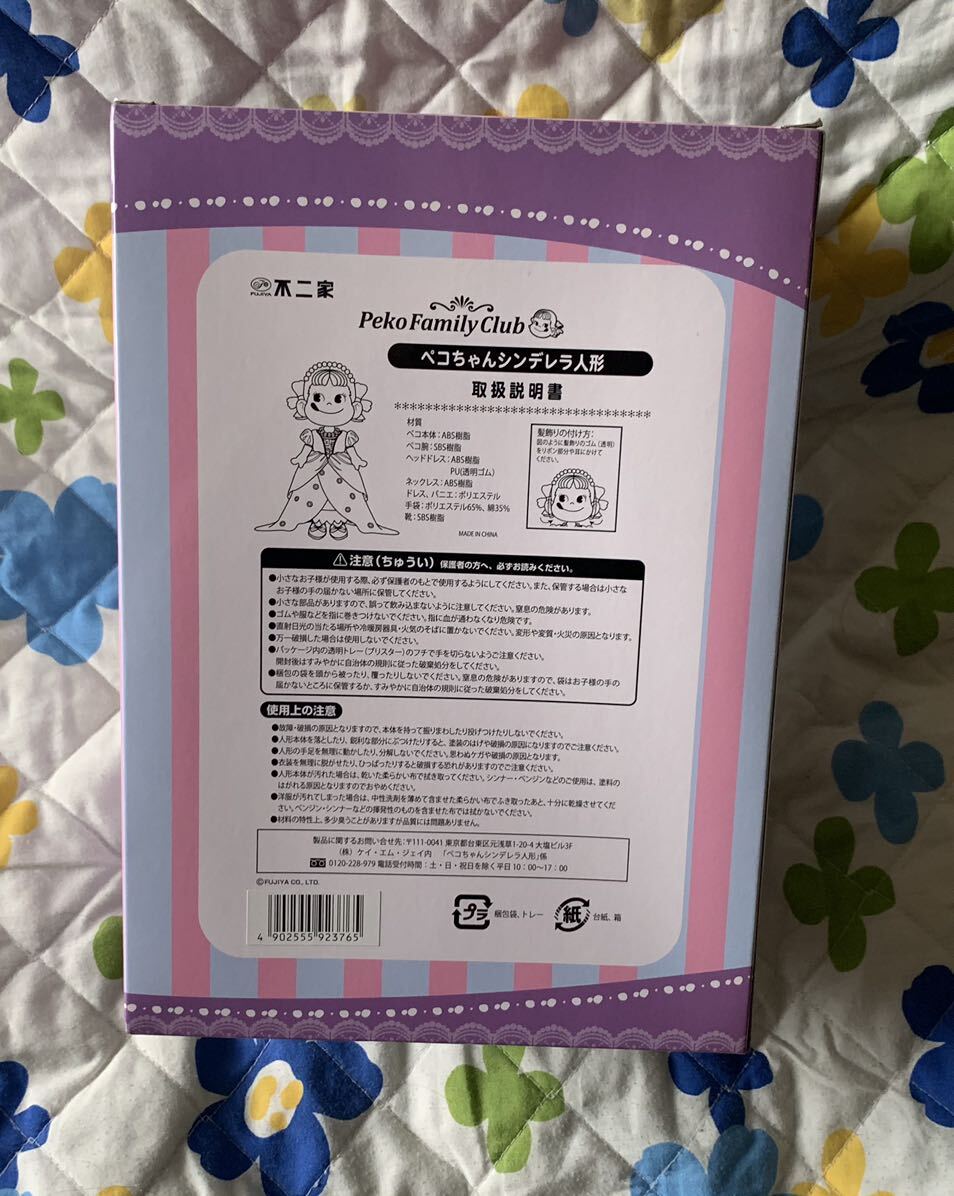 FUJIYA 不二家
Peko Family Club
ペコちゃんシンデレラ人形
取扱説明書
****************************************
材質
ペコ本体：ABS樹脂
ペコ腕：SBS樹脂
ヘッドドレス：ABS樹脂
PU(透明ゴム)
ネックレス：ABS樹脂
ドレス、パニエ：ポリエステル
手袋：ポリエステル65%、綿35%
靴：SBS樹脂
髪飾りの付け方：
図のように髪飾りのゴム（透明）
をリボン部分や耳にかけて
ください。
MADE IN CHINA
⚠注意（ちゅうい）保護者の方へ、必ずお読みください。
●小さなお子様が使用する際、必ず保護者のもとで使用するようにしてください。また、保管する場合は小さな
お子様の手の届かない場所に保管してください。
●小さな部品がありますので、誤って飲み込まないように注意してください。窒息の危険があります。
●ゴムや服などを指に巻きつけないでください。指に血が通わなくなり危険です。
●直射日光の当たる場所や冷暖房器具・火気のそばに置かないでください。変形や変質・火災の原因となります。
●万一破損した場合は使用しないでください。
●パッケージ内の透明トレー（ブリスター）のフチで手を切らないようご注意ください。
開封後はすみやかに自治体の規則に従った破棄処分をしてください。
●梱包の袋を頭から被ったり、覆ったりしないでください。窒息の危険がありますので、袋はお子様の手の
届かないところに保管するか、すみやかに自治体の規則に従った破棄処分をしてください。
使用上の注意
●故障・破損の原因となりますので、本体を持って振りまわしたり投げつけたりしないでください。
●人形本体を落としたり、鋭利な部分にぶつけたりすると、塗装のはげや破損の原因になりますのでご注意ください。
●人形の手足を無理に動かしたり、分解しないでください。思わぬケガや破損の原因になります。
●衣装を無理に脱がせたり、ひっぱったりすると破損する恐れがありますのでご注意ください。
●人形本体が汚れた場合は、乾いた柔らかい布で拭き取ってください。シンナー・ベンジンなどのご使用は、塗料の
はがれる原因となりますのでおやめください。
●洋服が汚れてしまった場合は、中性洗剤を薄めて含ませた柔らかい布でふき取ったあと、十分に乾燥させてくだ
さい。ベンジン・シンナーなどの揮発性のものを含ませた布では拭かないでください。
●材料の特性上、多少臭うことがありますが品質には問題ありません。
製品に関するお問い合せ先：〒111-0041 東京都台東区元浅草1-20-4 大塩ビル3F
（株）ケイ・エム・ジェイ内 「ペコちゃんシンデレラ人形」係
0120-228-979 電話受付時間：土・日・祝日を除く平日 10：00～17：00
©FUJIYA CO., LTD.
4 902555 923765
プラ 梱包袋、トレー
紙 台紙、箱